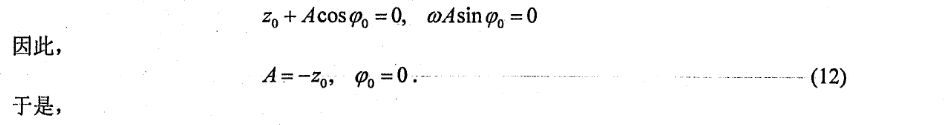 z₀ + A cos φ₀ = 0, ωA sin φ₀ = 0
因此,
A = −z₀, φ₀ = 0. (12)
于是,